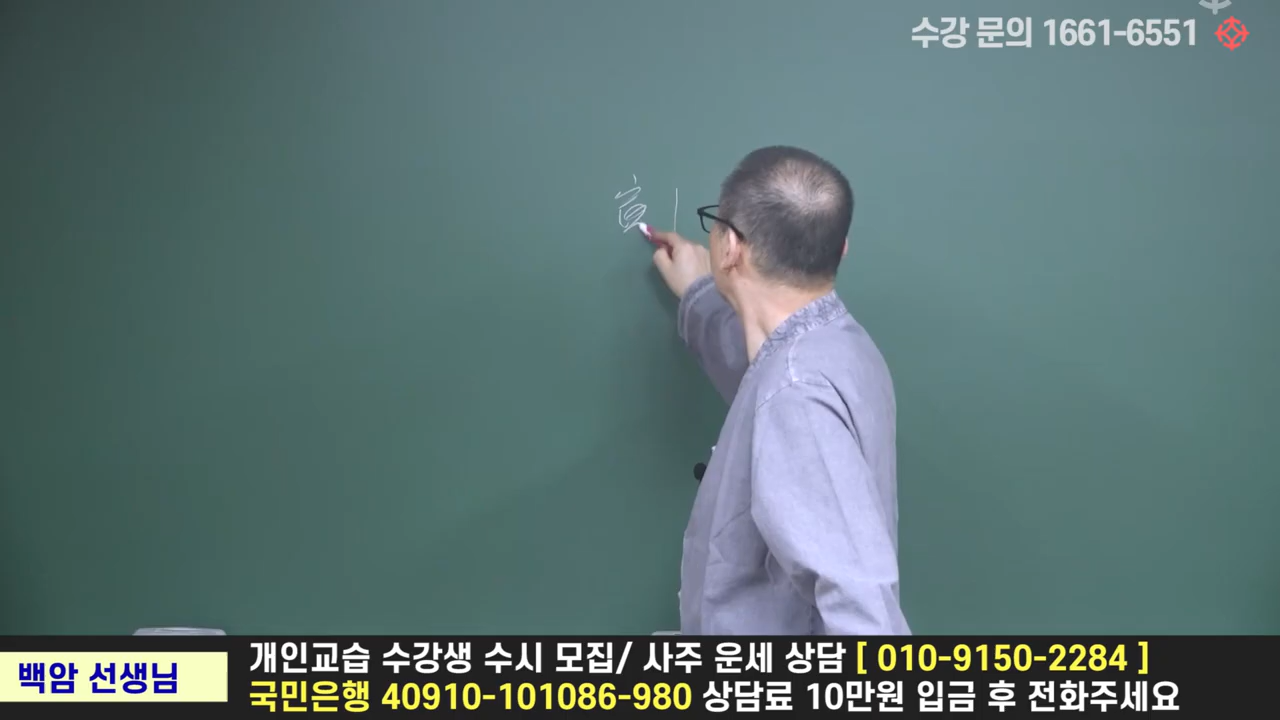 수강 문의 1661-6551
백암 선생님
개인교습 수강생 수시 모집/ 사주 운세 상담 [ 010-9150-2284 ]
국민은행 40910-101086-980 상담료 10만원 입금 후 전화주세요